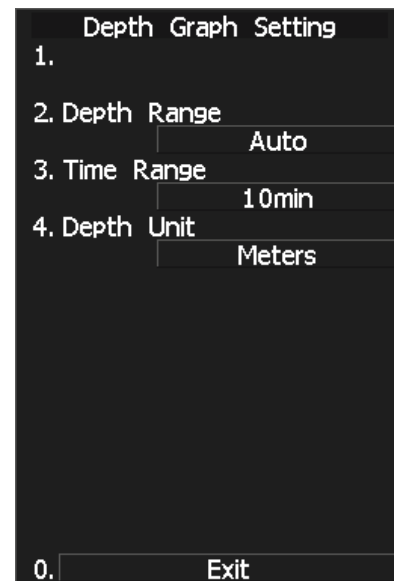 Depth Graph Setting
1.
2. Depth Range
Auto
3. Time Range
10min
4. Depth Unit
Meters
0. Exit